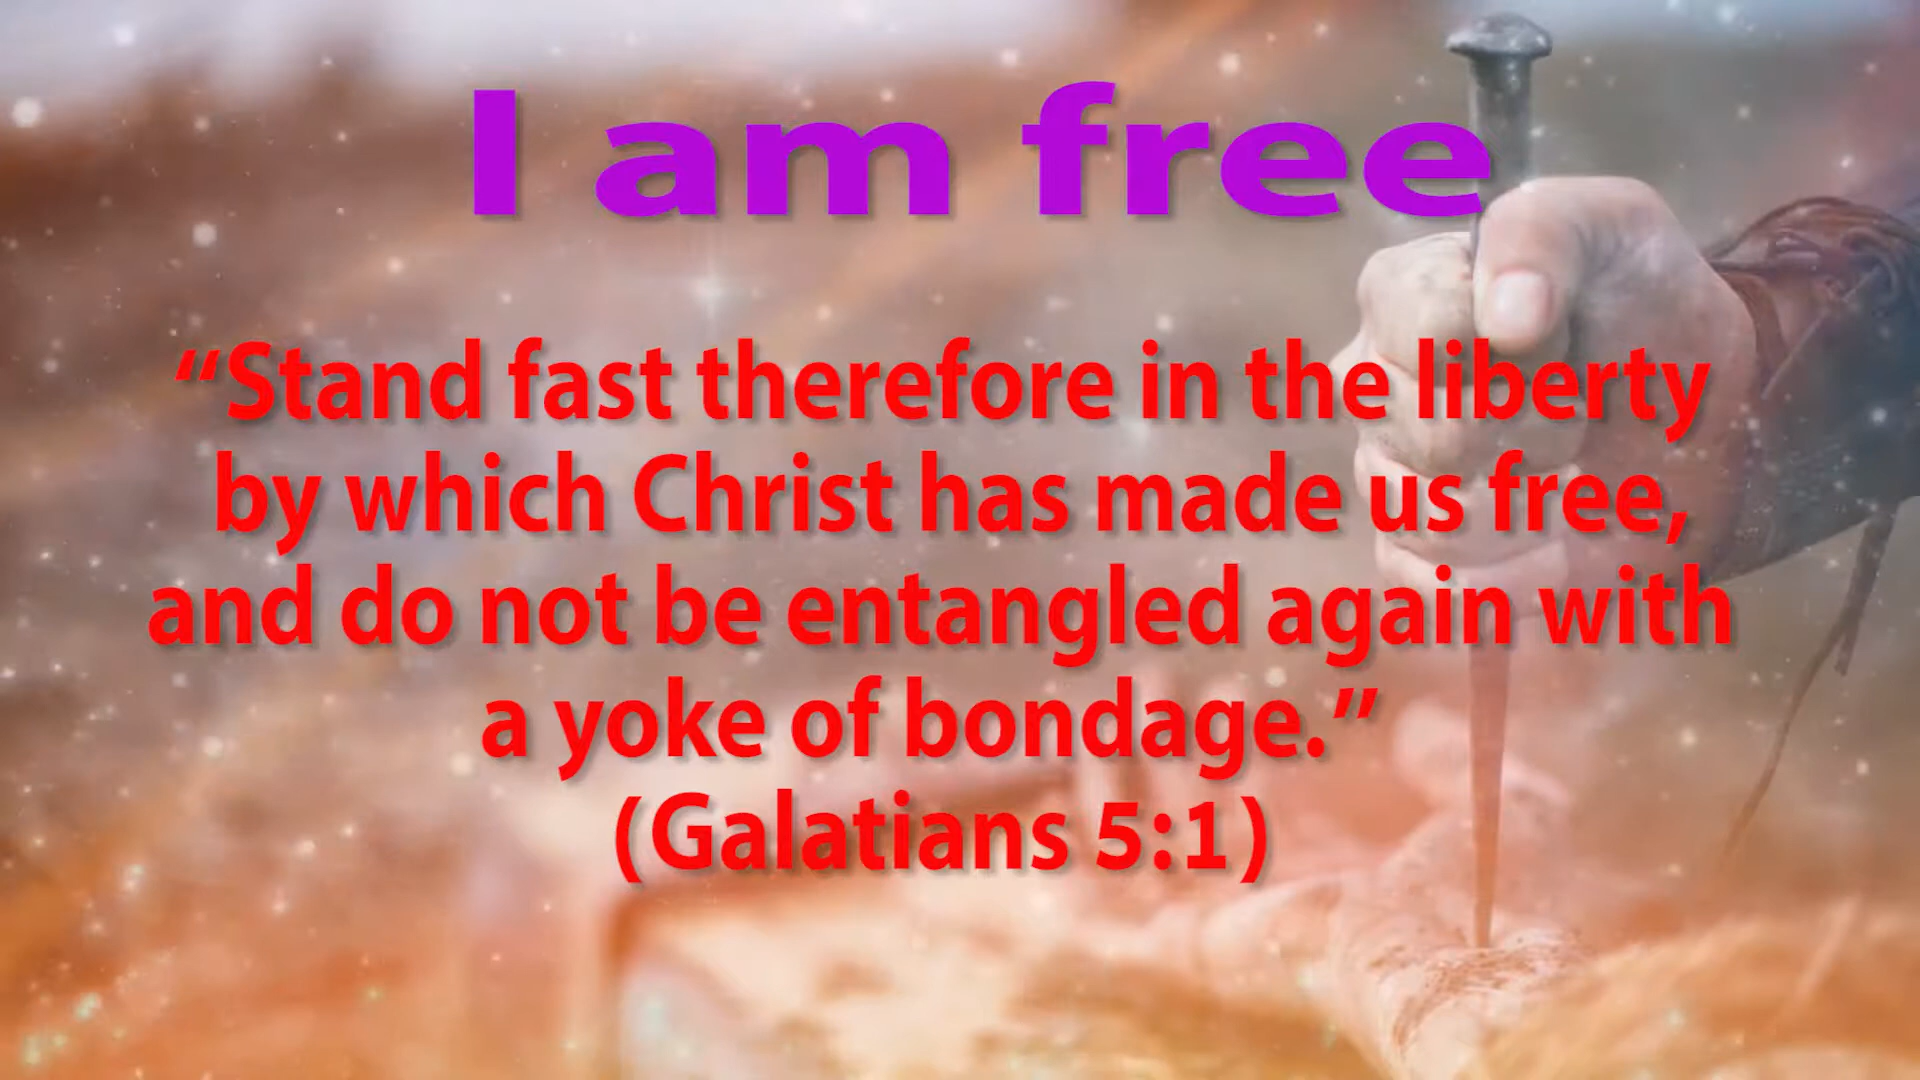 I am free
“Stand fast therefore in the liberty
by which Christ has made us free,
and do not be entangled again with
a yoke of bondage.”
(Galatians 5:1)